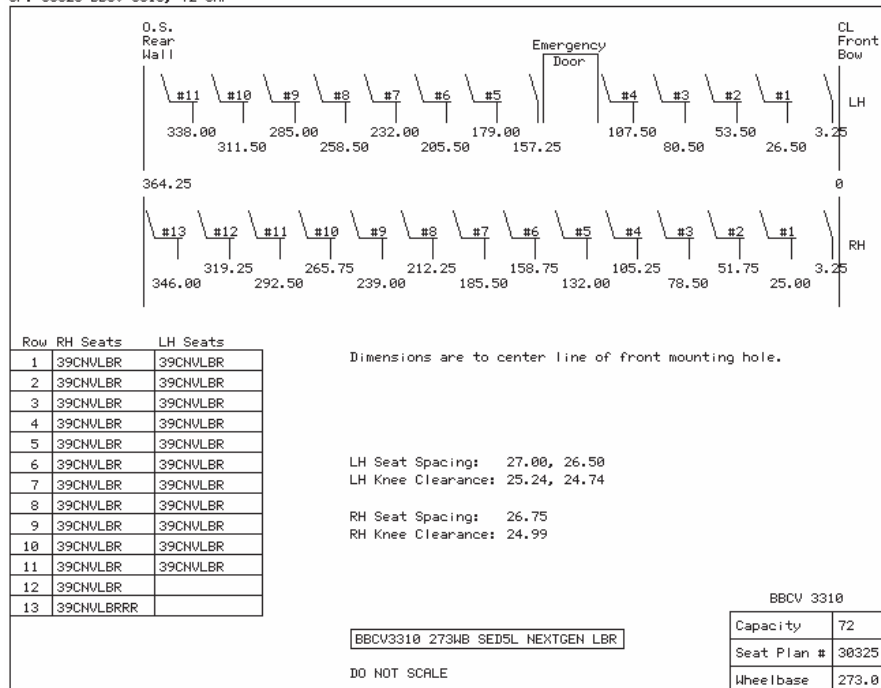 O.S.
Rear
Wall
CL
Front
Bow
Emergency
Door
#11 #10 #9 #8 #7 #6 #5 #4 #3 #2 #1 LH
338.00 285.00 232.00 179.00 107.50 53.50 3.25
311.50 258.50 205.50 157.25 80.50 26.50
364.25 0
#13 #12 #11 #10 #9 #8 #7 #6 #5 #4 #3 #2 #1 RH
319.25 265.75 212.25 158.75 105.25 51.75 3.25
346.00 292.50 239.00 185.50 132.00 78.50 25.00
Row RH Seats LH Seats
1 39CNVLBR 39CNVLBR
2 39CNVLBR 39CNVLBR
3 39CNVLBR 39CNVLBR
4 39CNVLBR 39CNVLBR
5 39CNVLBR 39CNVLBR
6 39CNVLBR 39CNVLBR
7 39CNVLBR 39CNVLBR
8 39CNVLBR 39CNVLBR
9 39CNVLBR 39CNVLBR
10 39CNVLBR 39CNVLBR
11 39CNVLBR 39CNVLBR
12 39CNVLBR
13 39CNVLBRRR
Dimensions are to center line of front mounting hole.
LH Seat Spacing: 27.00, 26.50
LH Knee Clearance: 25.24, 24.74
RH Seat Spacing: 26.75
RH Knee Clearance: 24.99
BBCV3310 273WB SED5L NEXTGEN LBR
DO NOT SCALE
BBCV 3310
Capacity 72
Seat Plan # 30325
Wheelbase 273.0